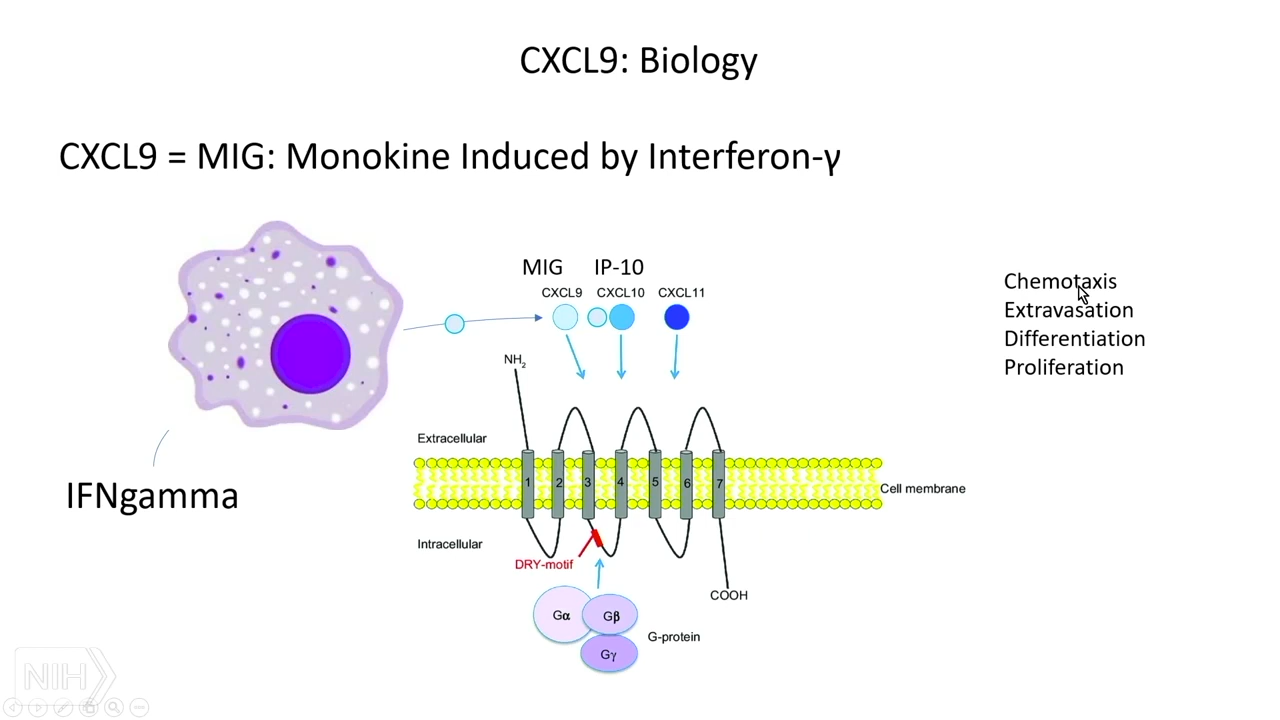 CXCL9: Biology
CXCL9 = MIG: Monokine Induced by Interferon-γ
MIG IP-10
CXCL9 CXCL10 CXCL11
Chemotaxis
Extravasation
Differentiation
Proliferation
NH2
Extracellular
1 2 3 4 5 6 7
Cell membrane
IFNgamma
Intracellular
DRY-motif
COOH
Gα Gβ
G-protein
Gγ
NIH